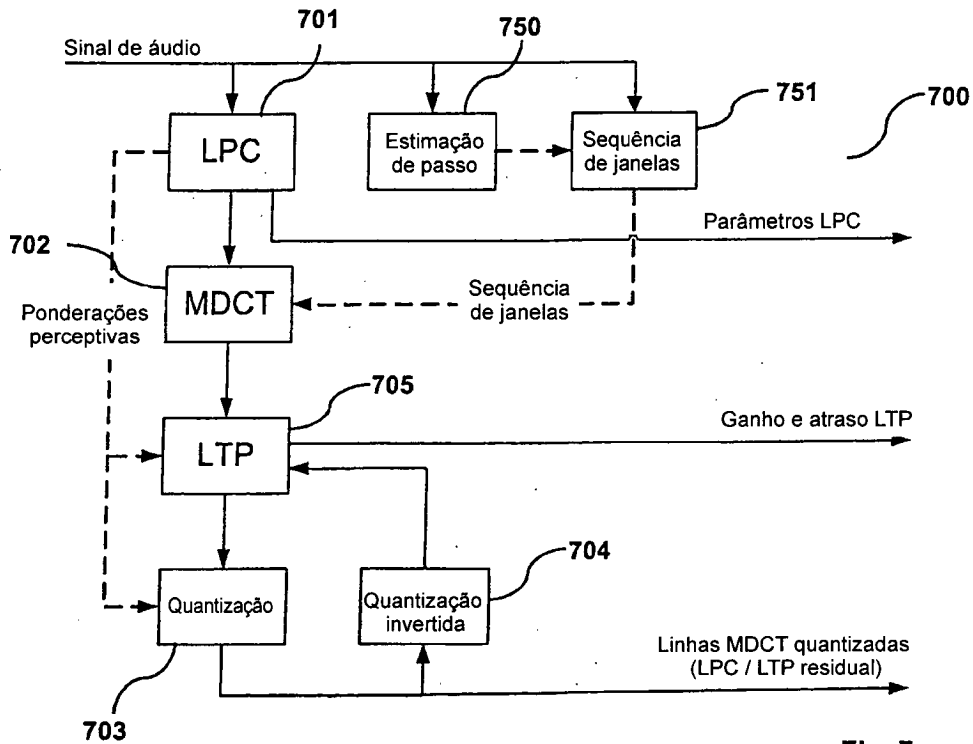 701
750
Sinal de áudio
751
700
LPC
Estimação
de passo
Sequência
de janelas
Parâmetros LPC
702
MDCT
Sequência
de janelas
Ponderações
perceptivas
705
Ganho e atraso LTP
LTP
704
Quantização
Quantização
invertida
Linhas MDCT quantizadas
(LPC / LTP residual)
703